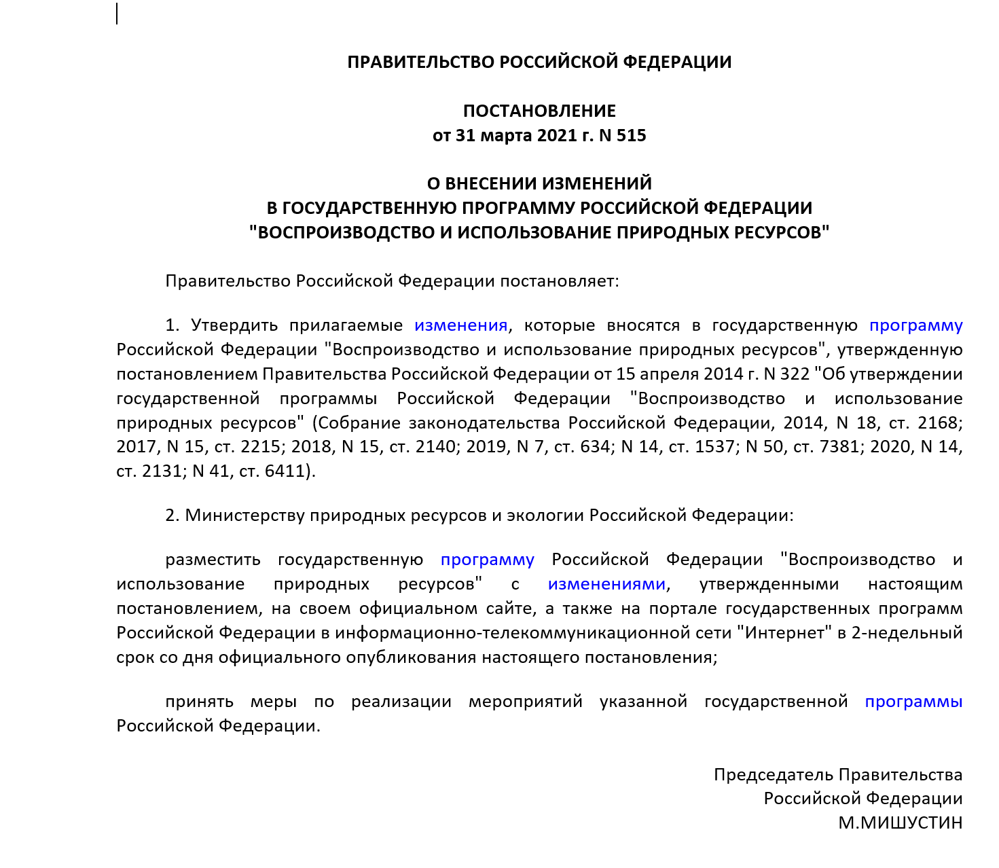 ПРАВИТЕЛЬСТВО РОССИЙСКОЙ ФЕДЕРАЦИИ
ПОСТАНОВЛЕНИЕ
от 31 марта 2021 г. N 515
О ВНЕСЕНИИ ИЗМЕНЕНИЙ
В ГОСУДАРСТВЕННУЮ ПРОГРАММУ РОССИЙСКОЙ ФЕДЕРАЦИИ
"ВОСПРОИЗВОДСТВО И ИСПОЛЬЗОВАНИЕ ПРИРОДНЫХ РЕСУРСОВ"
Правительство Российской Федерации постановляет:
1. Утвердить прилагаемые изменения, которые вносятся в государственную программу
Российской Федерации "Воспроизводство и использование природных ресурсов", утвержденную
постановлением Правительства Российской Федерации от 15 апреля 2014 г. N 322 "Об утверждении
государственной программы Российской Федерации "Воспроизводство и использование
природных ресурсов" (Собрание законодательства Российской Федерации, 2014, N 18, ст. 2168;
2017, N 15, ст. 2215; 2018, N 15, ст. 2140; 2019, N 7, ст. 634; N 14, ст. 1537; N 50, ст. 7381; 2020, N 14,
ст. 2131; N 41, ст. 6411).
2. Министерству природных ресурсов и экологии Российской Федерации:
разместить государственную программу Российской Федерации "Воспроизводство и
использование природных ресурсов" с изменениями, утвержденными настоящим
постановлением, на своем официальном сайте, а также на портале государственных программ
Российской Федерации в информационно-телекоммуникационной сети "Интернет" в 2-недельный
срок со дня официального опубликования настоящего постановления;
принять меры по реализации мероприятий указанной государственной программы
Российской Федерации.
Председатель Правительства
Российской Федерации
М.МИШУСТИН